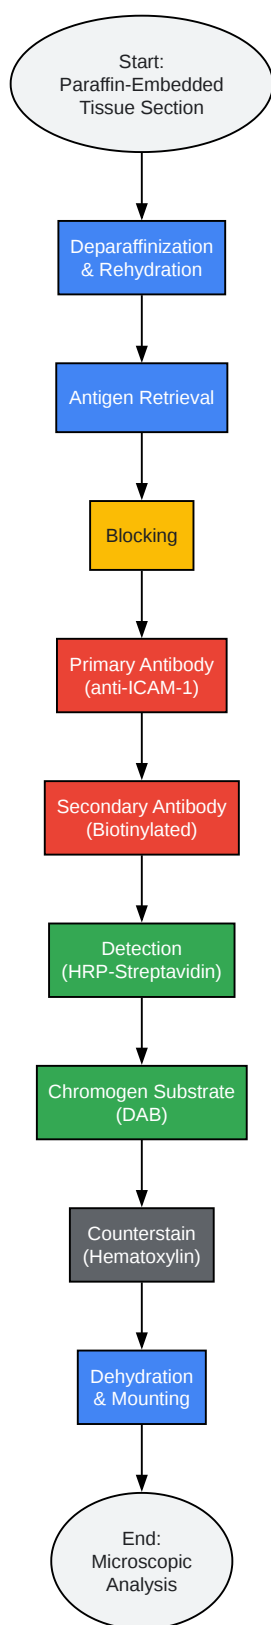 Start:
Paraffin-Embedded
Tissue Section
Deparaffinization
& Rehydration
Antigen Retrieval
Blocking
Primary Antibody
(anti-ICAM-1)
Secondary Antibody
(Biotinylated)
Detection
(HRP-Streptavidin)
Chromogen Substrate
(DAB)
Counterstain
(Hematoxylin)
Dehydration
& Mounting
End:
Microscopic
Analysis